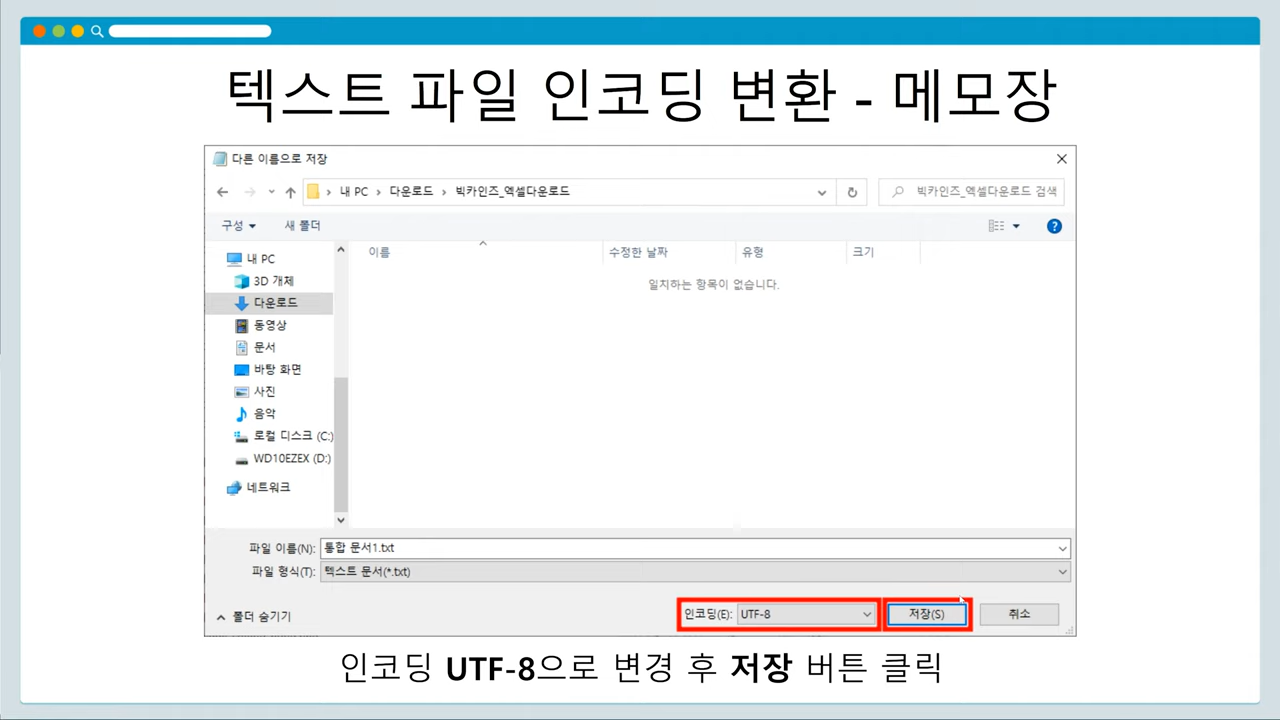 텍스트 파일 인코딩 변환 - 메모장
다른 이름으로 저장
내 PC > 다운로드 > 빅카인즈_엑셀다운로드
빅카인즈_엑셀다운로드 검색
구성
새 폴더
이름
수정한 날짜
유형
크기
일치하는 항목이 없습니다.
내 PC
3D 개체
다운로드
동영상
문서
바탕 화면
사진
음악
로컬 디스크 (C:)
WD10EZEX (D:)
네트워크
파일 이름(N): 통합 문서1.txt
파일 형식(T): 텍스트 문서(*.txt)
폴더 숨기기
인코딩(E): UTF-8
저장(S)
취소
인코딩 UTF-8으로 변경 후 저장 버튼 클릭